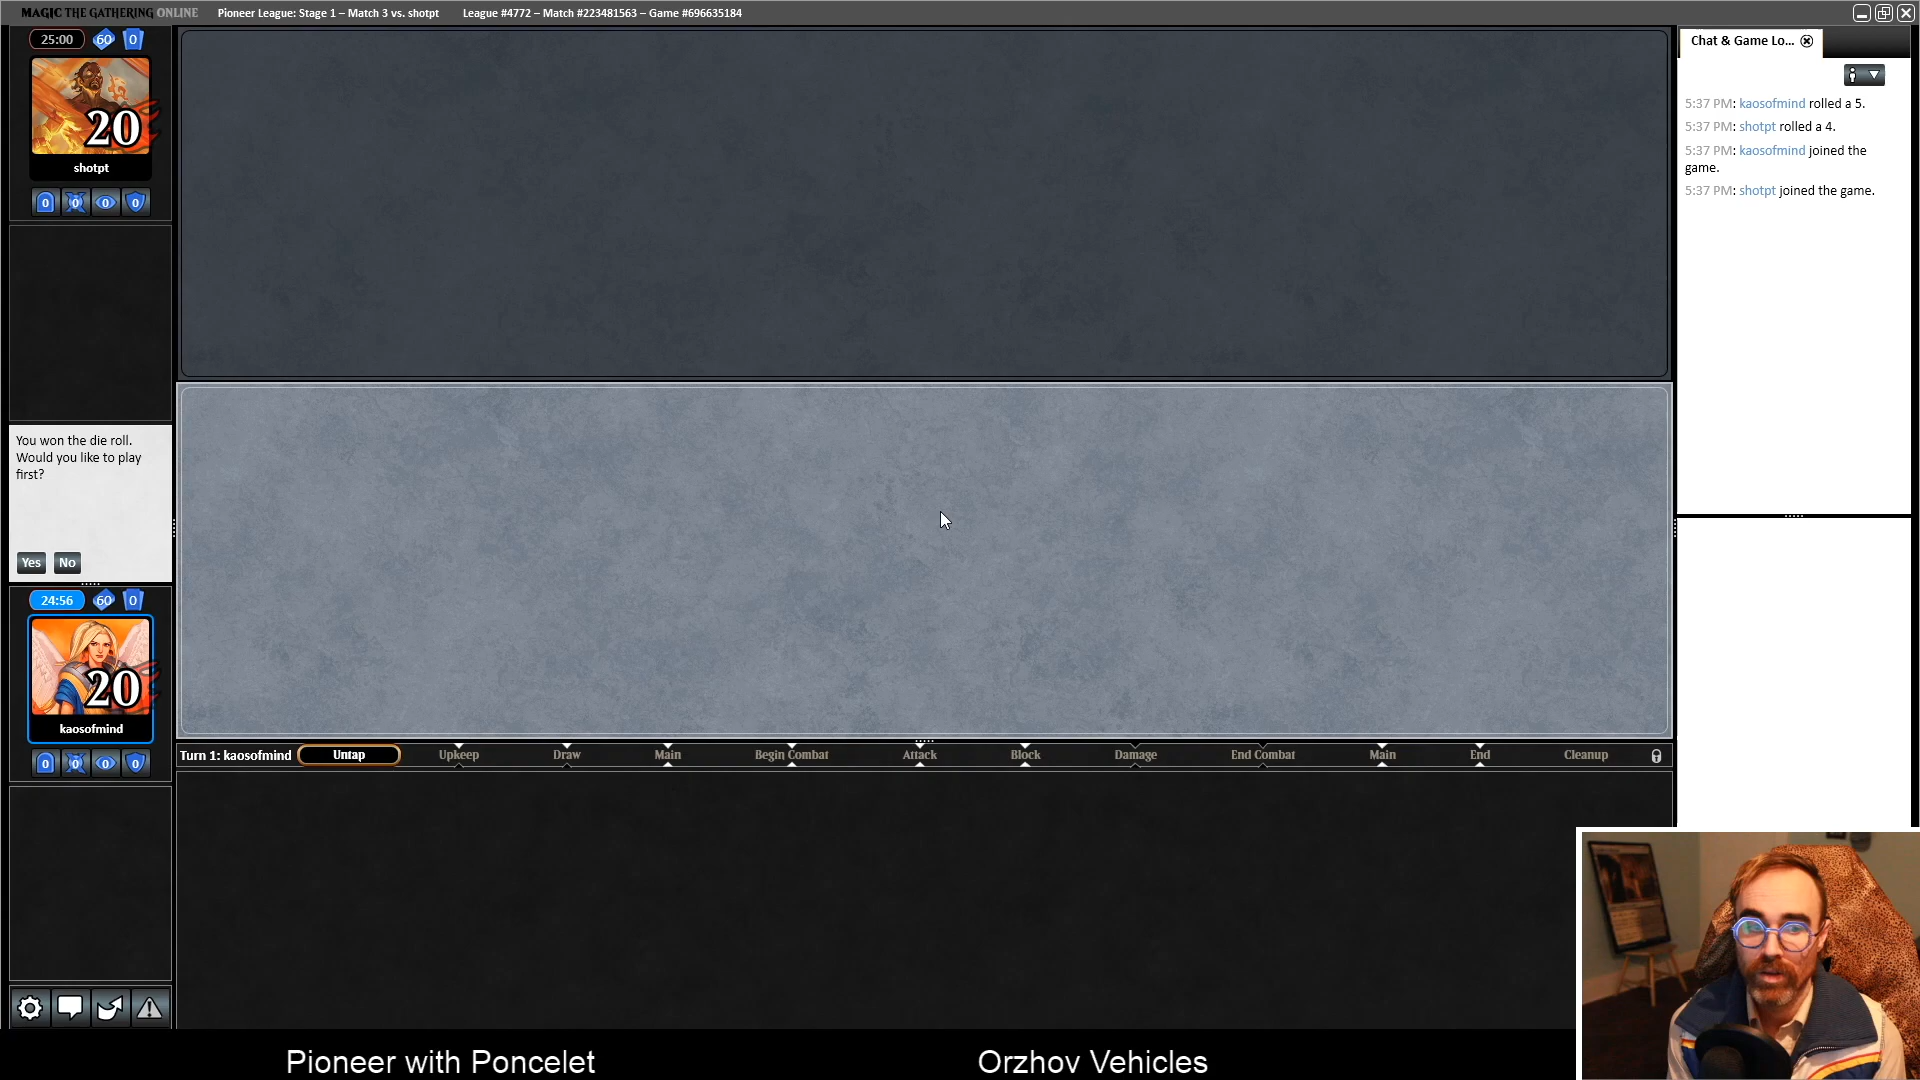 MAGIC THE GATHERING ONLINE
Pioneer League: Stage 1 – Match 3 vs. shotpt
League #4772 – Match #223481563 – Game #696635184
25:00
60
0
20
shotpt
0
0
0
0
You won the die roll.
Would you like to play
first?
Yes
No
24:56
60
0
20
kaosofmind
0
0
0
0
Turn 1: kaosofmind
Untap
Upkeep
Draw
Main
Begin Combat
Attack
Block
Damage
End Combat
Main
End
Cleanup
Chat & Game Lo...
5:37 PM: kaosofmind rolled a 5.
5:37 PM: shotpt rolled a 4.
5:37 PM: kaosofmind joined the
game.
5:37 PM: shotpt joined the game.
Pioneer with Poncelet
Orzhov Vehicles